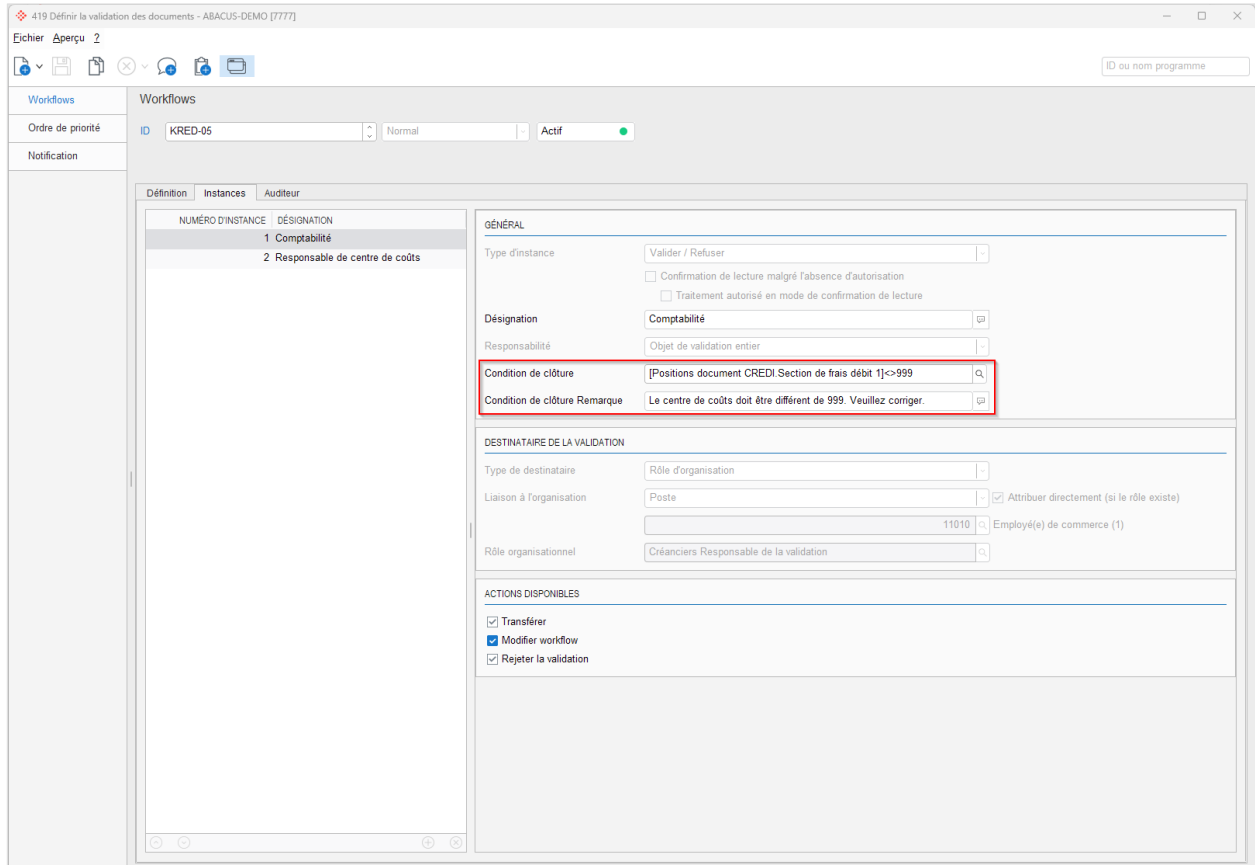 419 Définir la validation des documents - ABACUS-DEMO [7777]
Fichier Aperçu ?
ID ou nom programme
Workflows
Ordre de priorité
Notification
Workflows
ID KRED-05 Normal Actif
Définition Instances Auditeur
NUMÉRO D'INSTANCE DÉSIGNATION
1 Comptabilité
2 Responsable de centre de coûts
GÉNÉRAL
Type d'instance Valider / Refuser
Confirmation de lecture malgré l'absence d'autorisation
Traitement autorisé en mode de confirmation de lecture
Désignation Comptabilité
Responsabilité Objet de validation entier
Condition de clôture [Positions document CREDI.Section de frais débit 1]<>999
Condition de clôture Remarque Le centre de coûts doit être différent de 999. Veuillez corriger.
DESTINATAIRE DE LA VALIDATION
Type de destinataire Rôle d'organisation
Liaison à l'organisation Poste Attribuer directement (si le rôle existe)
11010 Employé(e) de commerce (1)
Rôle organisationnel Créanciers Responsable de la validation
ACTIONS DISPONIBLES
Transférer
Modifier workflow
Rejeter la validation